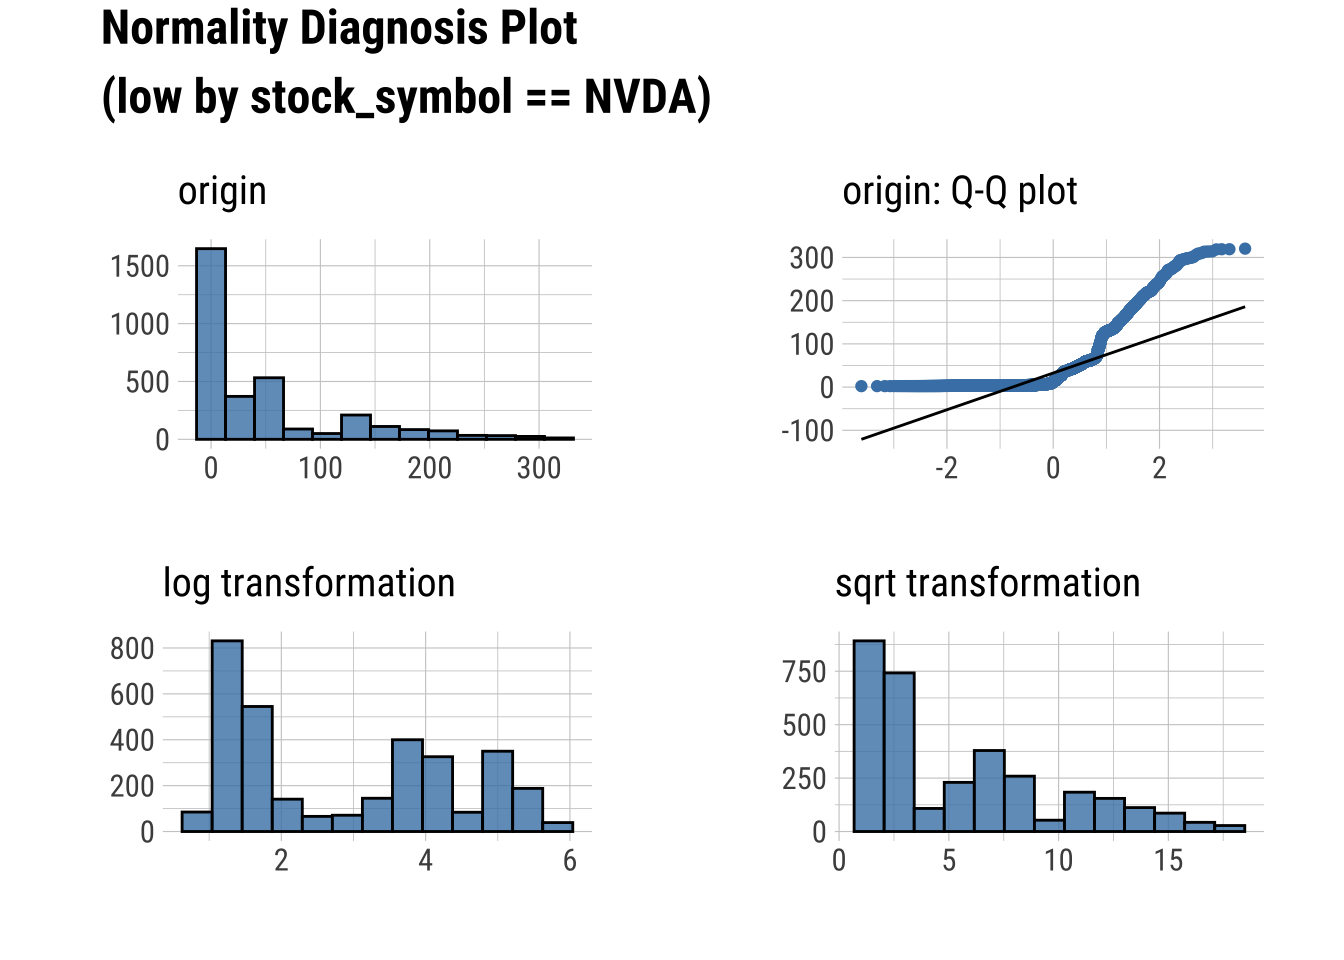 Normality Diagnosis Plot
(low by stock_symbol == NVDA)
origin
1500
1000
500
0
0 100 200 300
origin: Q-Q plot
300
200
100
0
-100
-2 0 2
log transformation
800
600
400
200
0
2 4 6
sqrt transformation
750
500
250
0
0 5 10 15